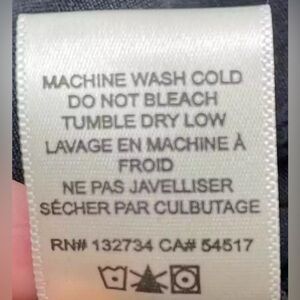 MACHINE WASH COLD
DO NOT BLEACH
TUMBLE DRY LOW
LAVAGE EN MACHINE À
FROID
NE PAS JAVELLISER
SÉCHER PAR CULBUTAGE
RN# 132734 CA# 54517